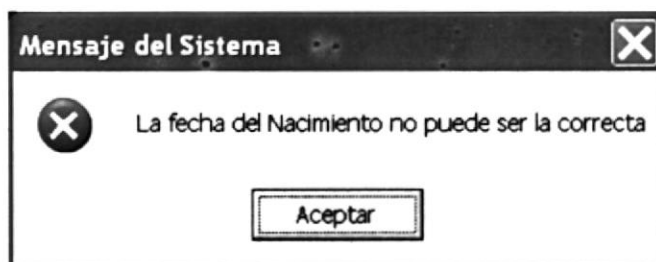 Mensaje del Sistema
La fecha del Nacimiento no puede ser la correcta
Aceptar